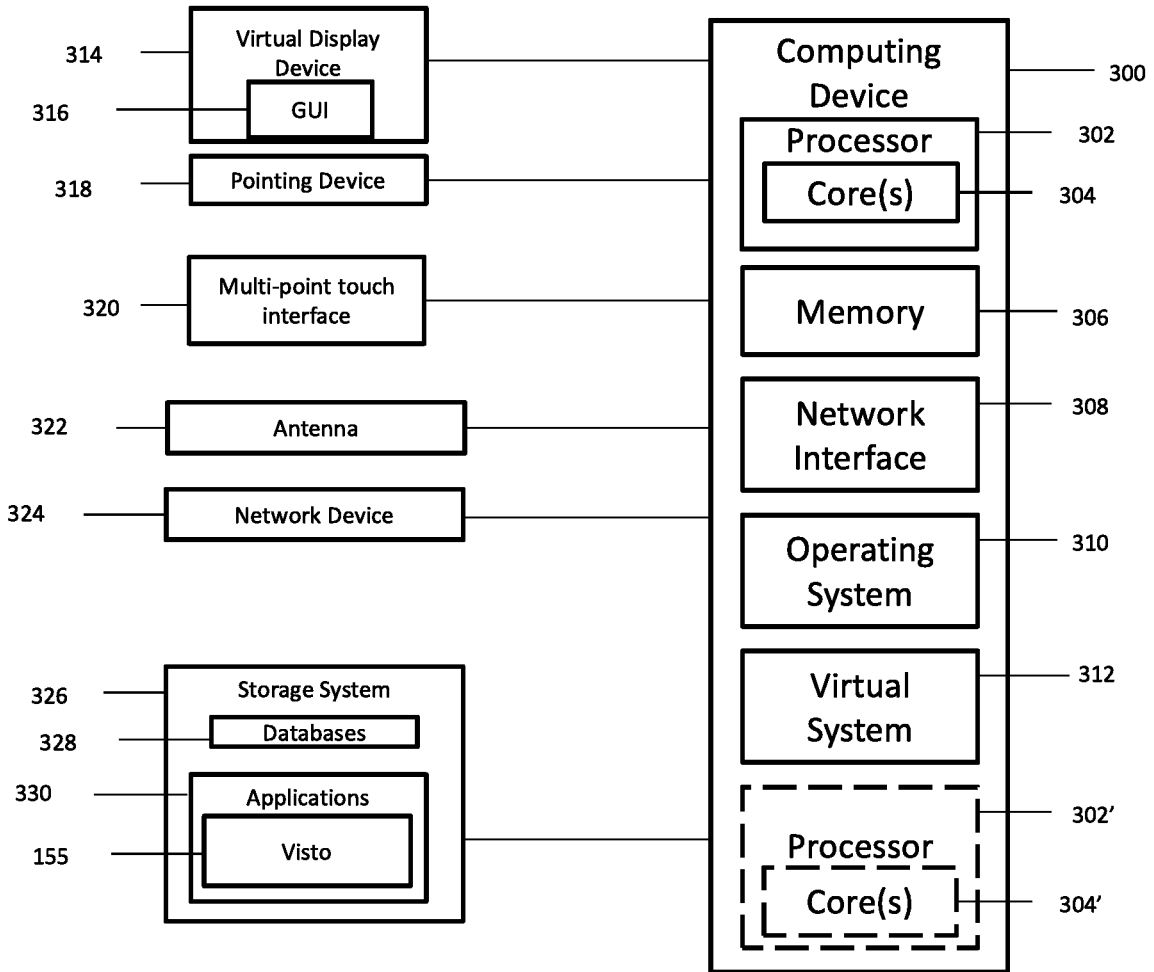 314
Virtual Display
Device
316
GUI
318
Pointing Device
320
Multi-point touch
interface
322
Antenna
324
Network Device
326
Storage System
328
Databases
330
Applications
155
Visto
Computing
Device
300
Processor
302
Core(s)
304
Memory
306
Network
Interface
308
Operating
System
310
Virtual
System
312
Processor
302’
Core(s)
304’